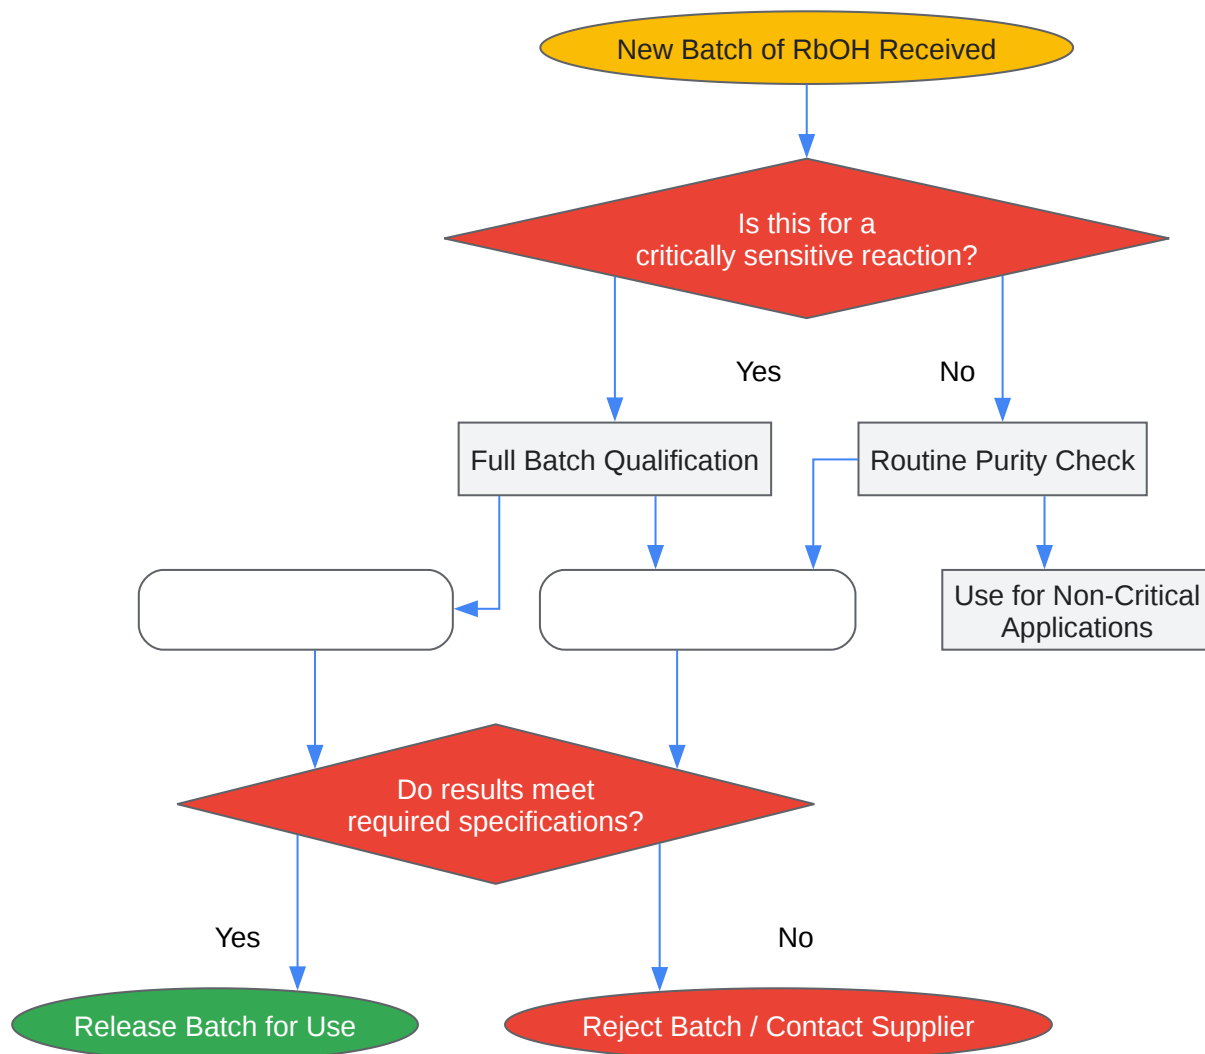 New Batch of RbOH Received
Is this for a
critically sensitive reaction?
Yes
No
Full Batch Qualification
Routine Purity Check
Use for Non-Critical
Applications
Do results meet
required specifications?
Yes
No
Release Batch for Use
Reject Batch / Contact Supplier